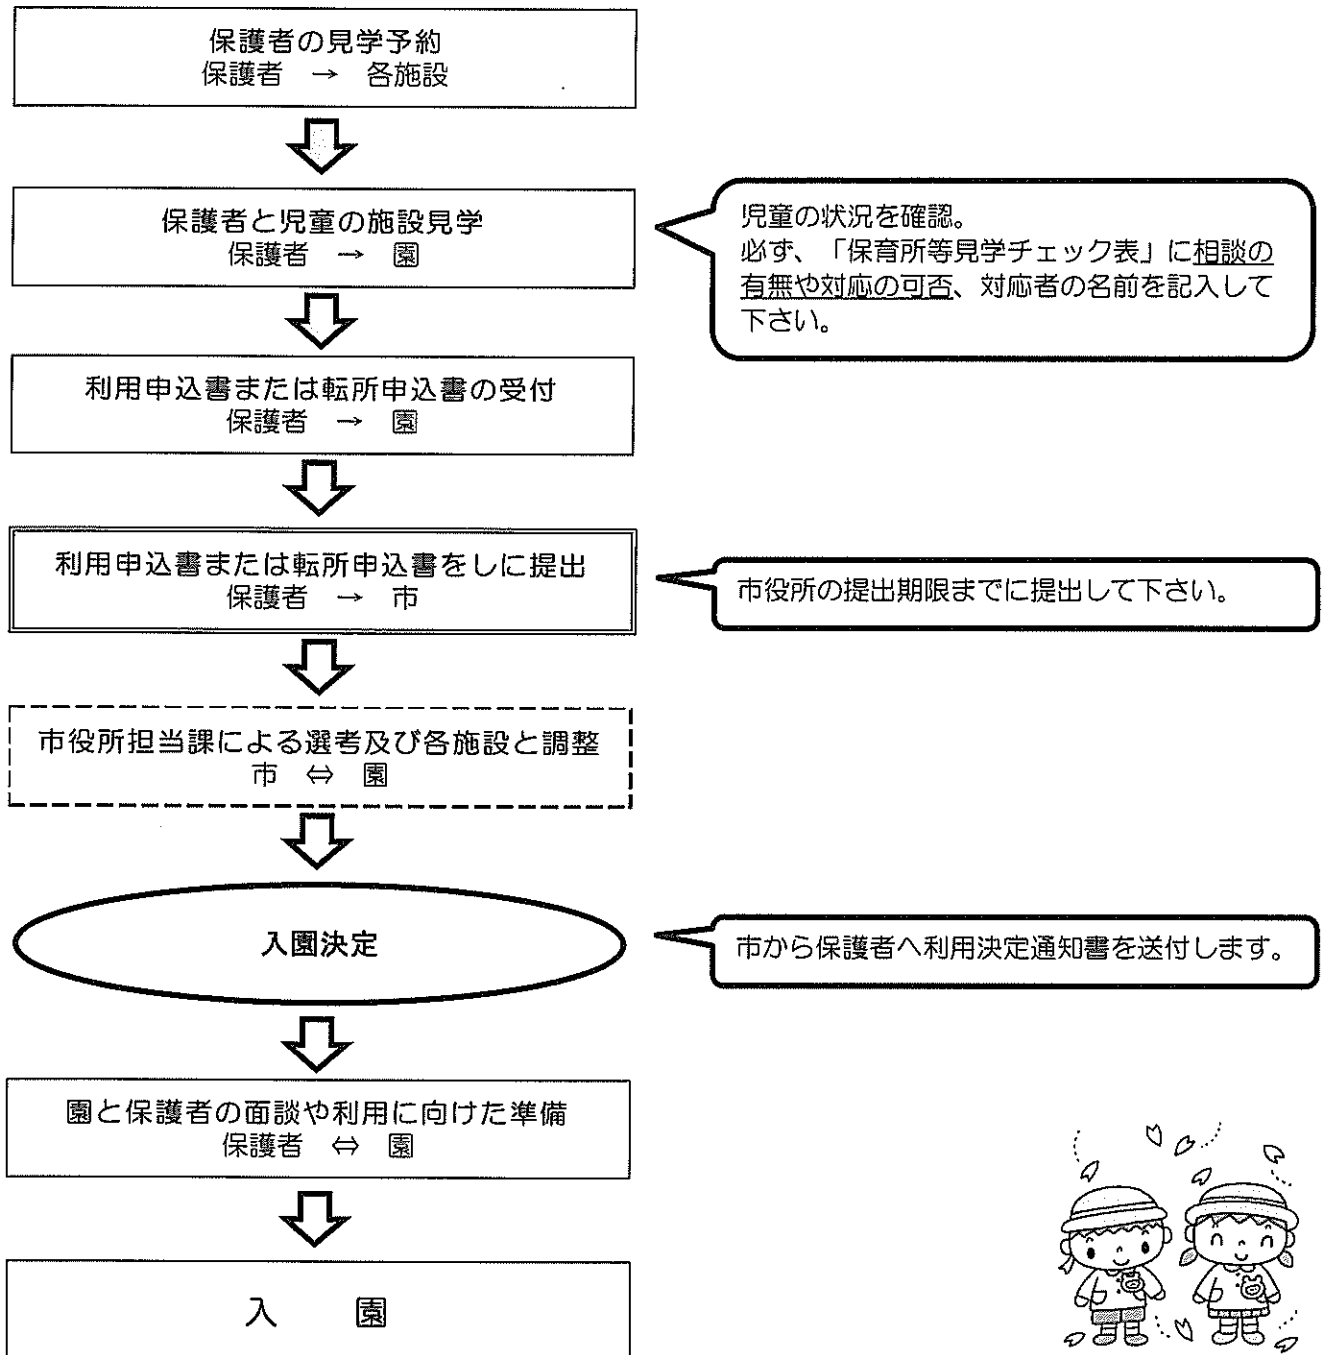 保護者の見学予約
保護者 → 各施設
保護者と児童の施設見学
保護者 → 園
児童の状況を確認。
必ず、「保育所等見学チェック表」に相談の
有無や対応の可否、対応者の名前を記入して
下さい。
利用申込書または転所申込書の受付
保護者 → 園
利用申込書または転所申込書をしに提出
保護者 → 市
市役所の提出期限までに提出して下さい。
市役所担当課による選考及び各施設と調整
市 ⇔ 園
入園決定
市から保護者へ利用決定通知書を送付します。
園と保護者の面談や利用に向けた準備
保護者 ⇔ 園
入 園